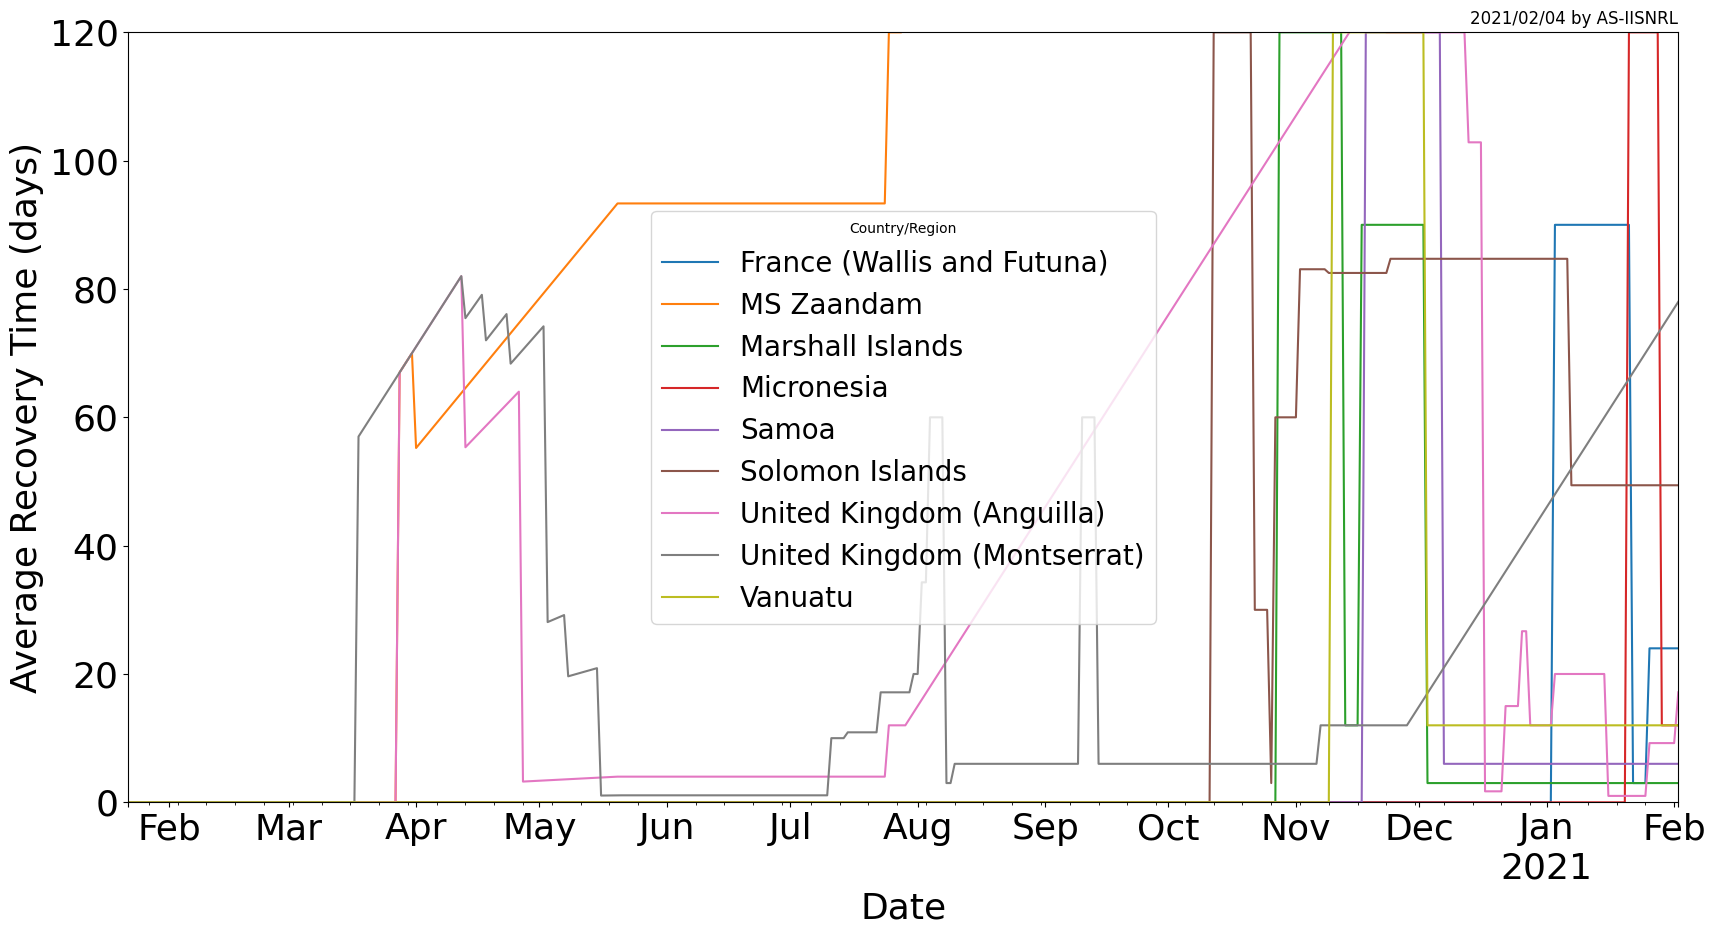 2021/02/04 by AS-IISNRL
120
100
80
60
40
20
0
Average Recovery Time (days)
Country/Region
France (Wallis and Futuna)
MS Zaandam
Marshall Islands
Micronesia
Samoa
Solomon Islands
United Kingdom (Anguilla)
United Kingdom (Montserrat)
Vanuatu
Feb Mar Apr May Jun Jul Aug Sep Oct Nov Dec Jan Feb
2021
Date